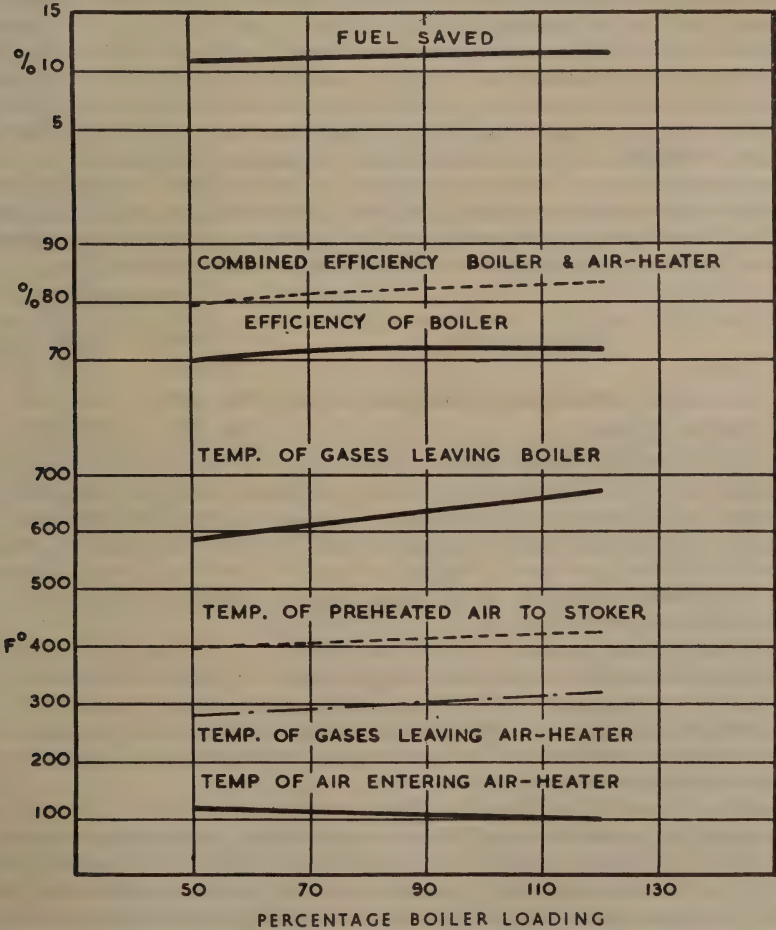 15
FUEL SAVED
% 10
5
90
COMBINED EFFICIENCY BOILER & AIR-HEATER
% 80
EFFICIENCY OF BOILER
70
TEMP. OF GASES LEAVING BOILER
700
600
500
TEMP. OF PREHEATED AIR TO STOKER
F° 400
300
TEMP. OF GASES LEAVING AIR-HEATER
200
TEMP OF AIR ENTERING AIR-HEATER
100
50 70 90 110 130
PERCENTAGE BOILER LOADING